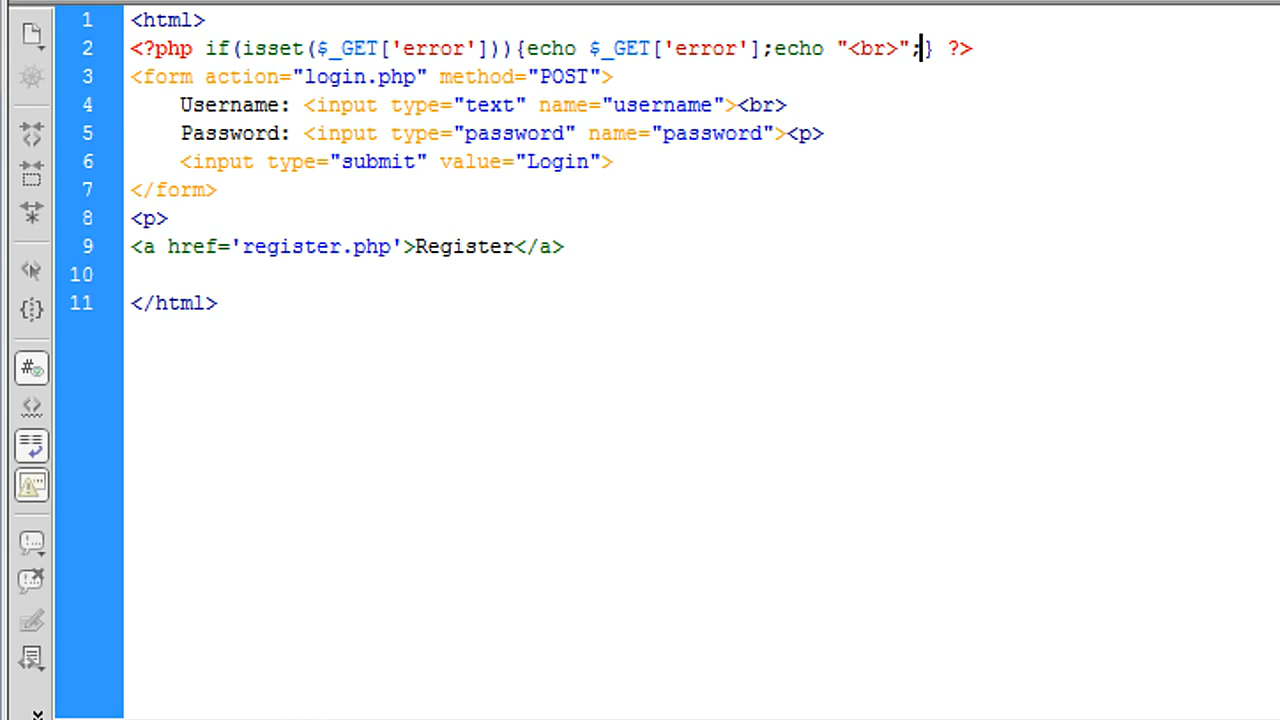 1 <html>
2 <?php if(isset($_GET['error'])){echo $_GET['error'];echo "<br>";} ?>
3 <form action="login.php" method="POST">
4 Username: <input type="text" name="username"><br>
5 Password: <input type="password" name="password"><p>
6 <input type="submit" value="Login">
7 </form>
8 <p>
9 <a href='register.php'>Register</a>
10
11 </html>